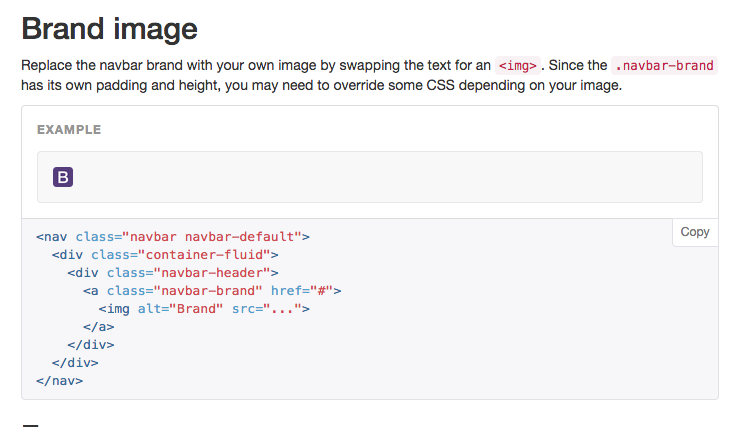 Brand image
Replace the navbar brand with your own image by swapping the text for an <img> . Since the .navbar-brand
has its own padding and height, you may need to override some CSS depending on your image.
EXAMPLE
B
Copy
<nav class="navbar navbar-default">
  <div class="container-fluid">
    <div class="navbar-header">
      <a class="navbar-brand" href="#">
        <img alt="Brand" src="...">
      </a>
    </div>
  </div>
</nav>